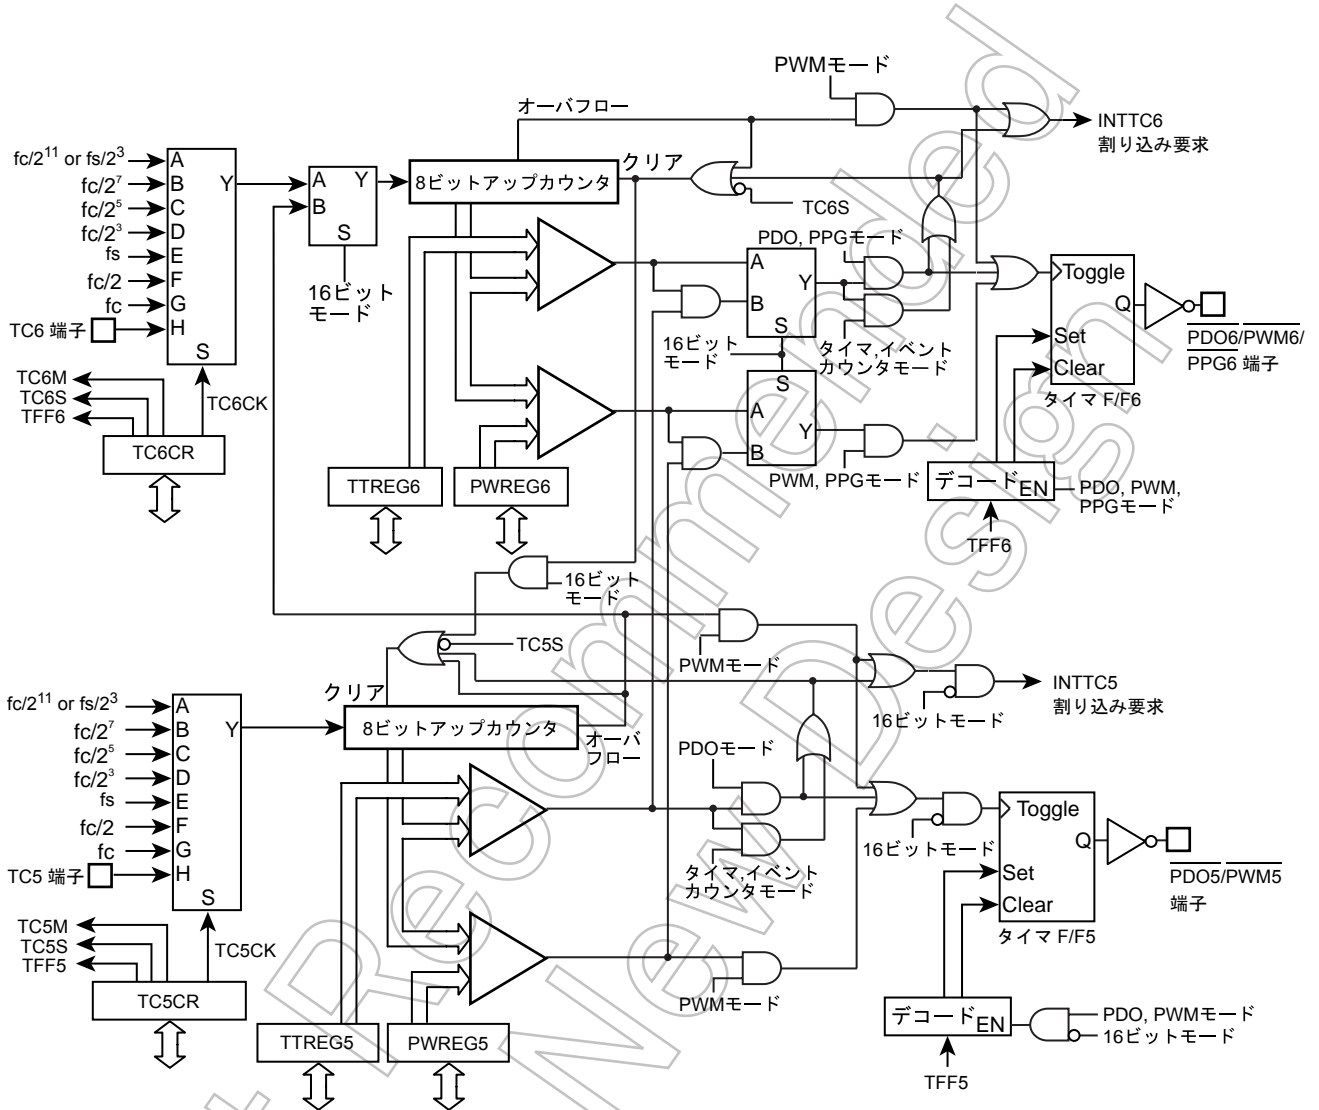 PWMモード
オーバフロー
INTTC6
割り込み要求
クリア
fc/2¹¹ or fs/2³
fc/2⁷
fc/2⁵
fc/2³
fs
fc/2
fc
TC6 端子
A
B
C
D
E
F
G
H
Y
S
A
B
Y
S
8ビットアップカウンタ
TC6S
16ビット
モード
PDO, PPGモード
A
B
Y
S
16ビット
モード
タイマ,イベント
カウンタモード
Toggle
Q
Set
Clear
タイマ F/F6
PDO6/PWM6/
PPG6 端子
TC6M
TC6S
TFF6
TC6CK
TC6CR
S
A
B
Y
PWM, PPGモード
TTREG6
PWREG6
デコード EN
PDO, PWM,
PPGモード
TFF6
16ビット
モード
TC5S
PWMモード
INTTC5
割り込み要求
16ビットモード
クリア
8ビットアップカウンタ
オーバ
フロー
fc/2¹¹ or fs/2³
fc/2⁷
fc/2⁵
fc/2³
fs
fc/2
fc
TC5 端子
A
B
C
D
E
F
G
H
Y
S
PDOモード
タイマ,イベント
カウンタモード
16ビットモード
Toggle
Q
Set
Clear
タイマ F/F5
PDO5/PWM5
端子
TC5M
TC5S
TFF5
TC5CK
TC5CR
PWMモード
TTREG5
PWREG5
デコード EN
PDO, PWMモード
16ビットモード
TFF5
Recommended
New Design